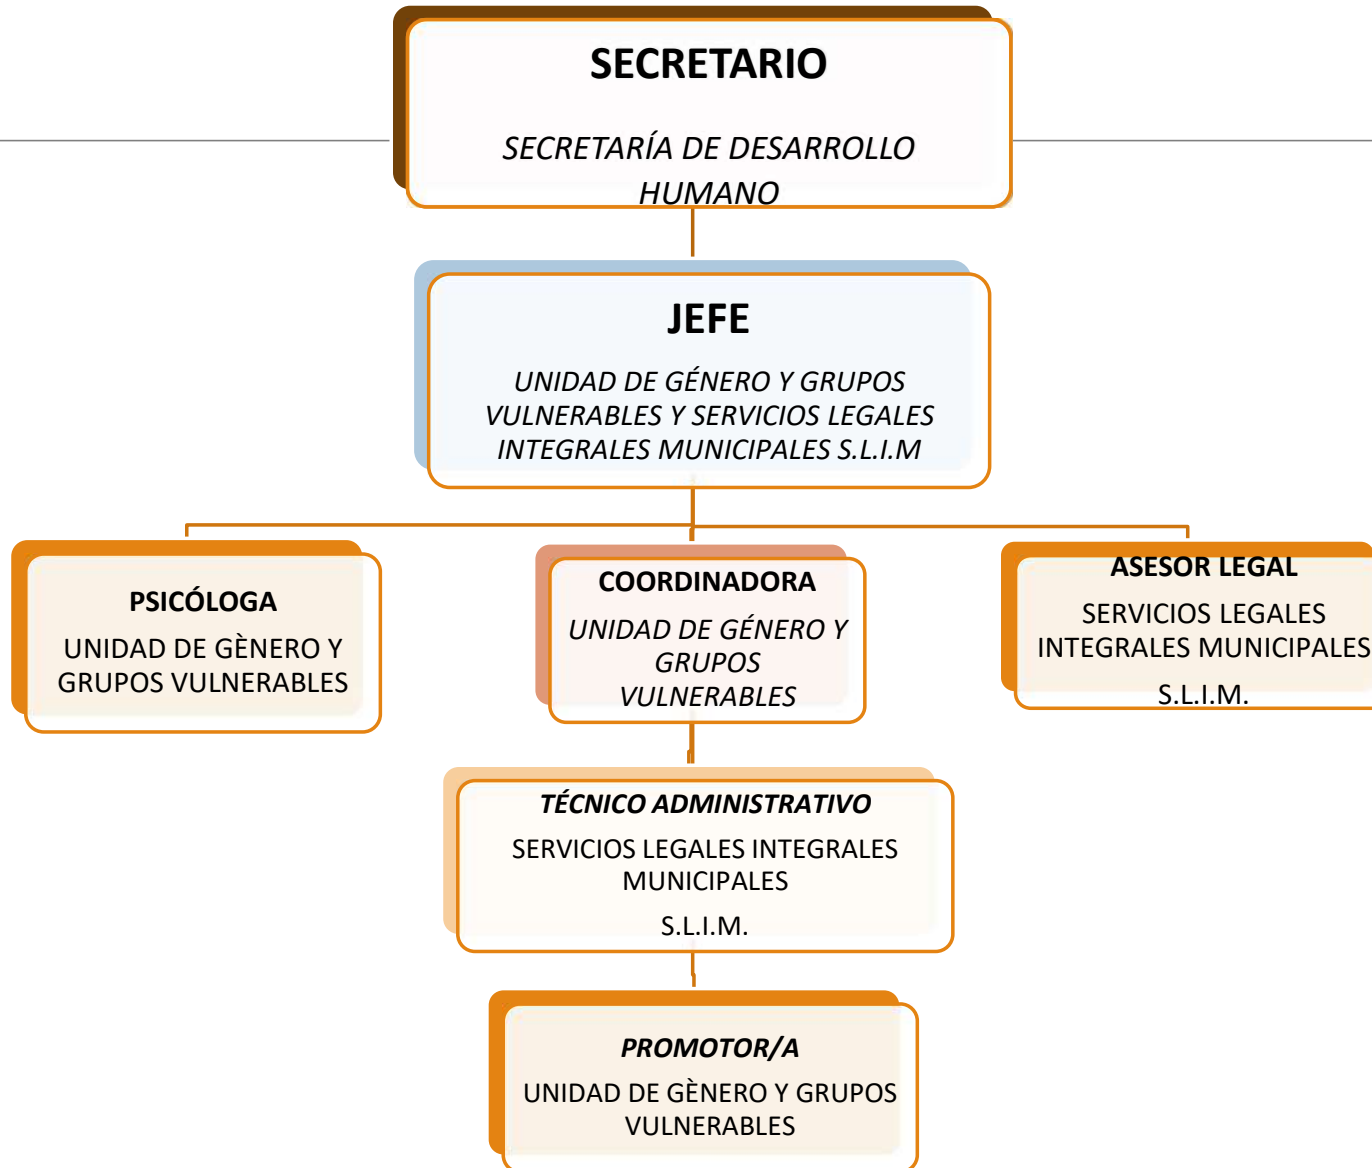 SECRETARIO
SECRETARÍA DE DESARROLLO
HUMANO
JEFE
UNIDAD DE GÉNERO Y GRUPOS
VULNERABLES Y SERVICIOS LEGALES
INTEGRALES MUNICIPALES S.L.I.M
PSICÓLOGA
UNIDAD DE GÈNERO Y
GRUPOS VULNERABLES
COORDINADORA
UNIDAD DE GÉNERO Y
GRUPOS
VULNERABLES
ASESOR LEGAL
SERVICIOS LEGALES
INTEGRALES MUNICIPALES
S.L.I.M.
TÉCNICO ADMINISTRATIVO
SERVICIOS LEGALES INTEGRALES
MUNICIPALES
S.L.I.M.
PROMOTOR/A
UNIDAD DE GÈNERO Y GRUPOS
VULNERABLES